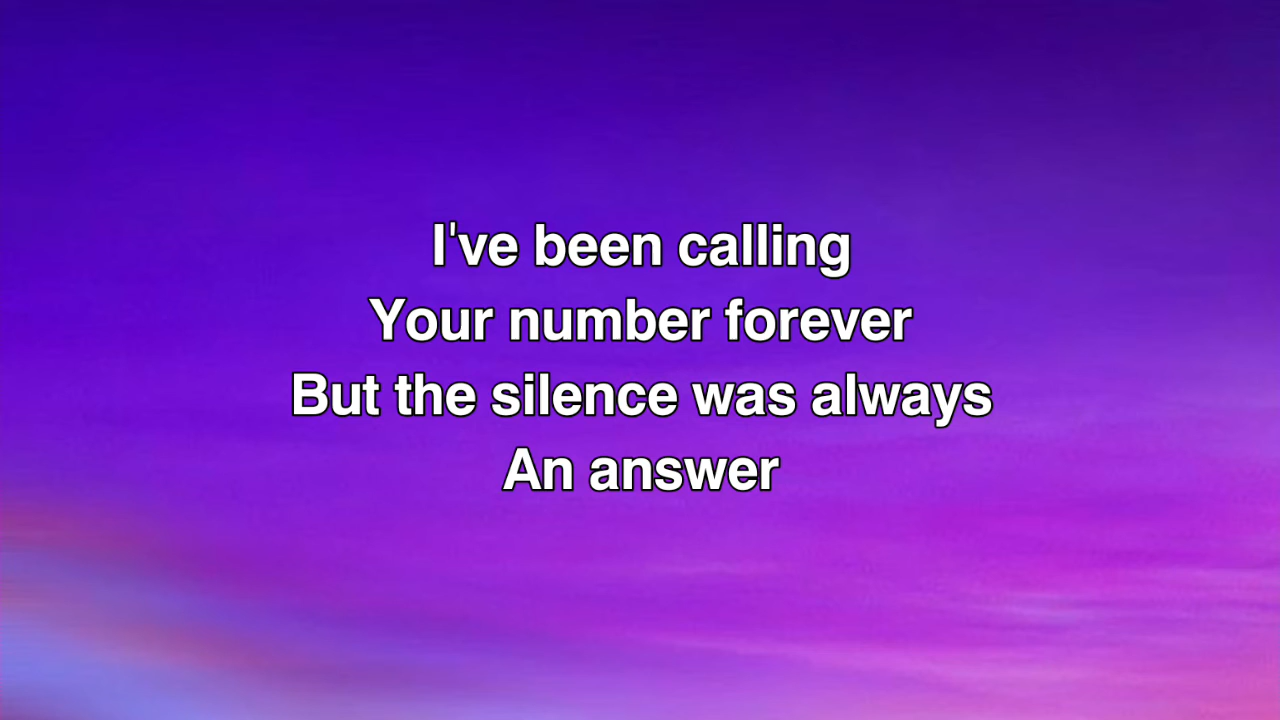 I've been calling
Your number forever
But the silence was always
An answer